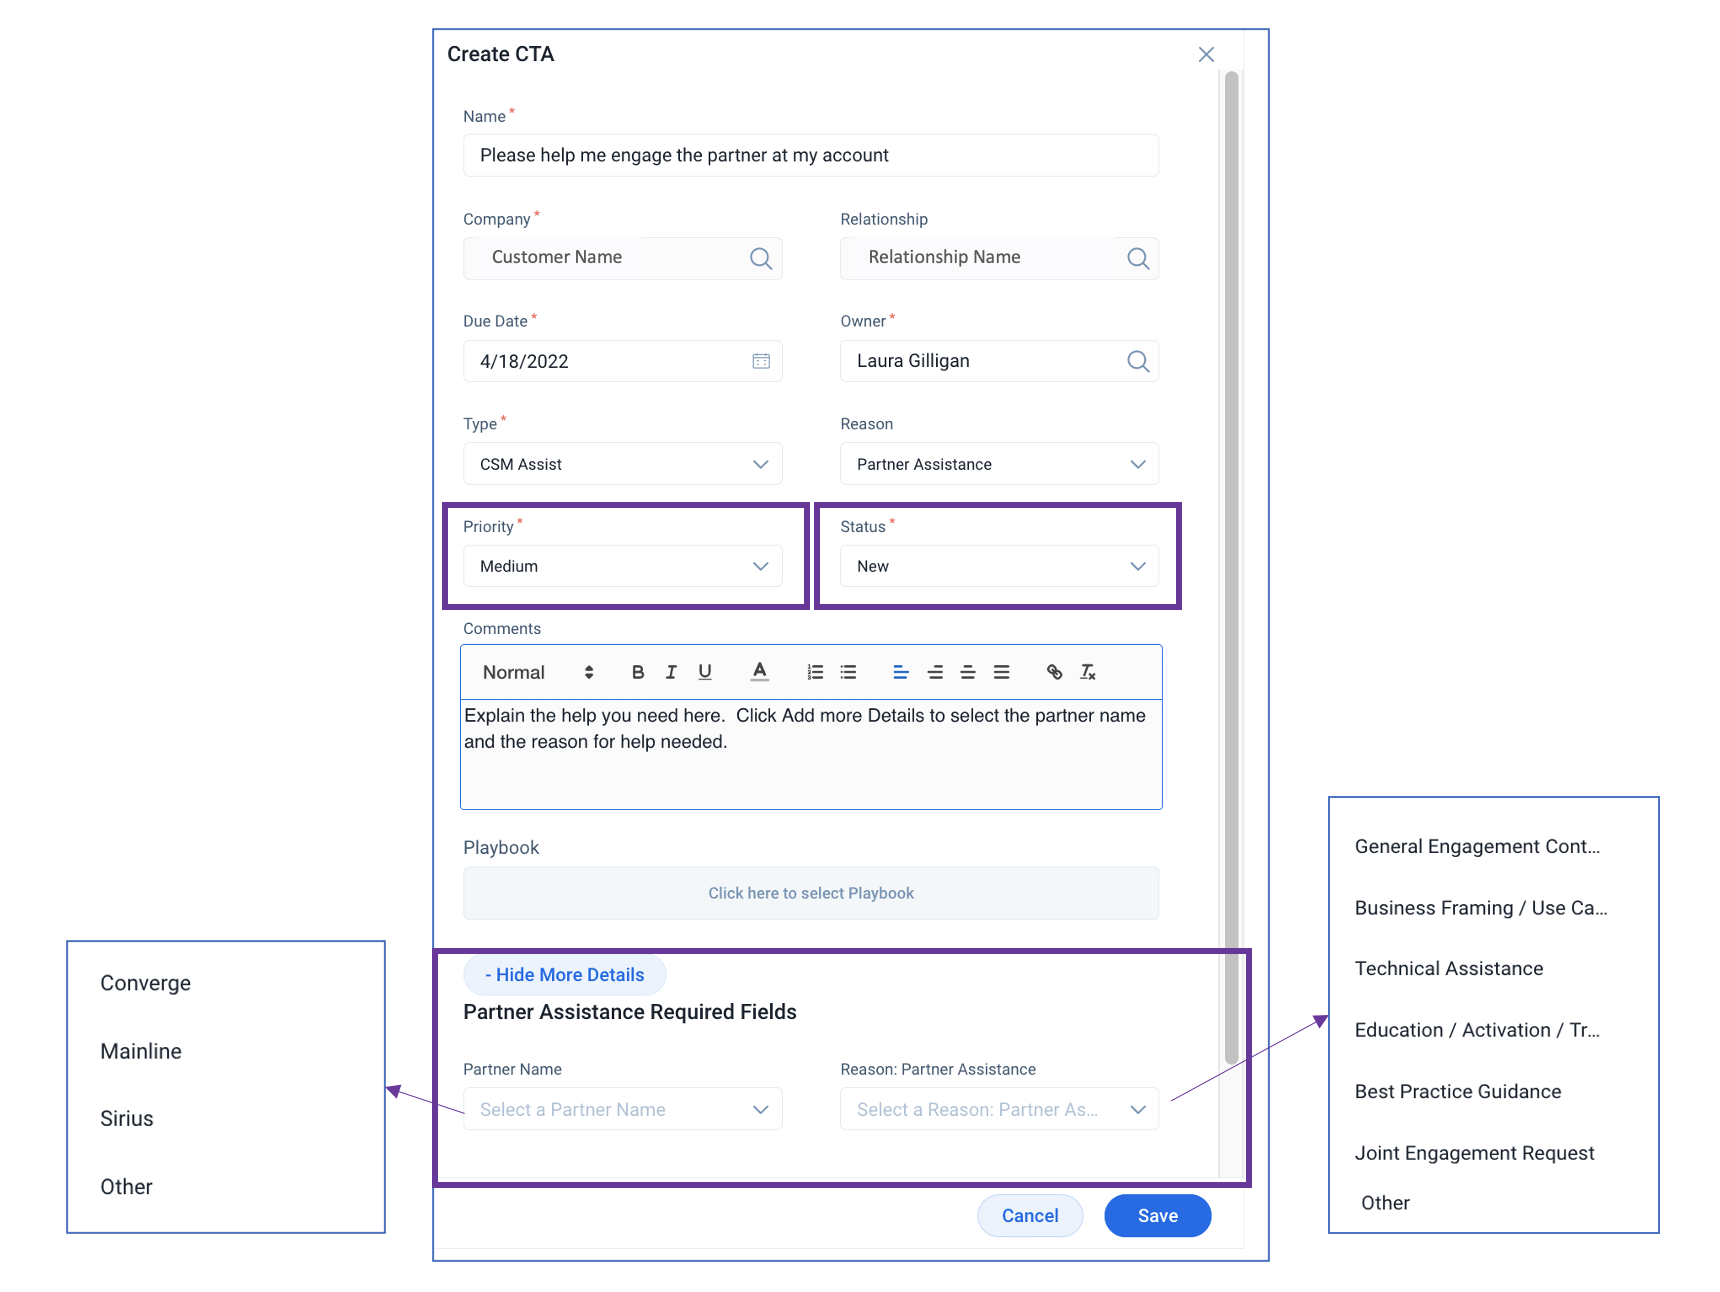 Create CTA
Name *
Please help me engage the partner at my account
Company * Relationship
Customer Name Relationship Name
Due Date * Owner *
4/18/2022 Laura Gilligan
Type * Reason
CSM Assist Partner Assistance
Priority * Status *
Medium New
Comments
Normal B I U A
Explain the help you need here.  Click Add more Details to select the partner name
and the reason for help needed.
Playbook
Click here to select Playbook
- Hide More Details
Partner Assistance Required Fields
Partner Name Reason: Partner Assistance
Select a Partner Name Select a Reason: Partner As...
Cancel Save
Converge
Mainline
Sirius
Other
General Engagement Cont...
Business Framing / Use Ca...
Technical Assistance
Education / Activation / Tr...
Best Practice Guidance
Joint Engagement Request
Other